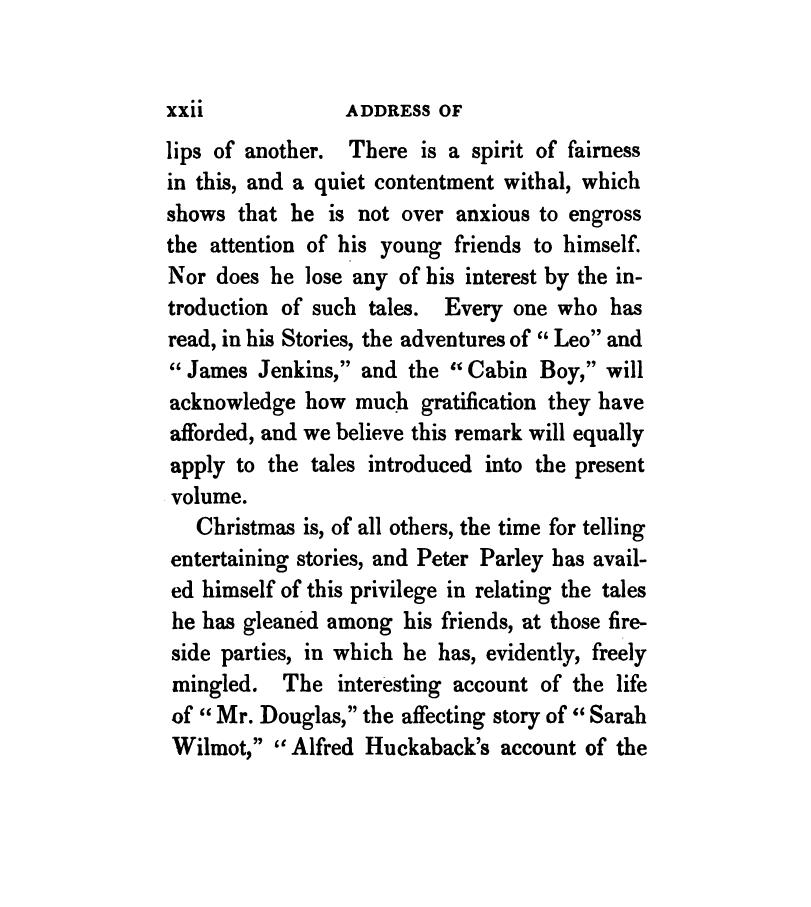 xxii ADDRESS OF
lips of another. There is a spirit of fairness
in this, and a quiet contentment withal, which
shows that he is not over anxious to engross
the attention of his young friends to himself.
Nor does he lose any of his interest by the in-
troduction of such tales. Every one who has
read, in his Stories, the adventures of “ Leo” and
“ James Jenkins,” and the “ Cabin Boy,” will
acknowledge how much gratification they have
afforded, and we believe this remark will equally
apply to the tales introduced into the present
volume.
Christmas is, of all others, the time for telling
entertaining stories, and Peter Parley has avail-
ed himself of this privilege in relating the tales
he has gleaned among his friends, at those fire-
side parties, in which he has, evidently, freely
mingled. The interesting account of the life
of “ Mr. Douglas,” the affecting story of “ Sarah
Wilmot,” “ Alfred Huckaback’s account of the